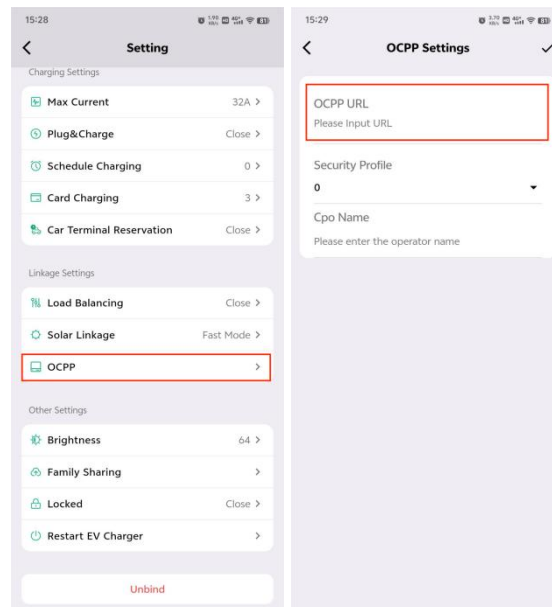 15:28
Setting
Charging Settings
Max Current 32A
Plug&Charge Close
Schedule Charging 0
Card Charging 3
Car Terminal Reservation Close
Linkage Settings
Load Balancing Close
Solar Linkage Fast Mode
OCPP
Other Settings
Brightness 64
Family Sharing
Locked Close
Restart EV Charger
Unbind
15:29
OCPP Settings
OCPP URL
Please Input URL
Security Profile
0
Cpo Name
Please enter the operator name